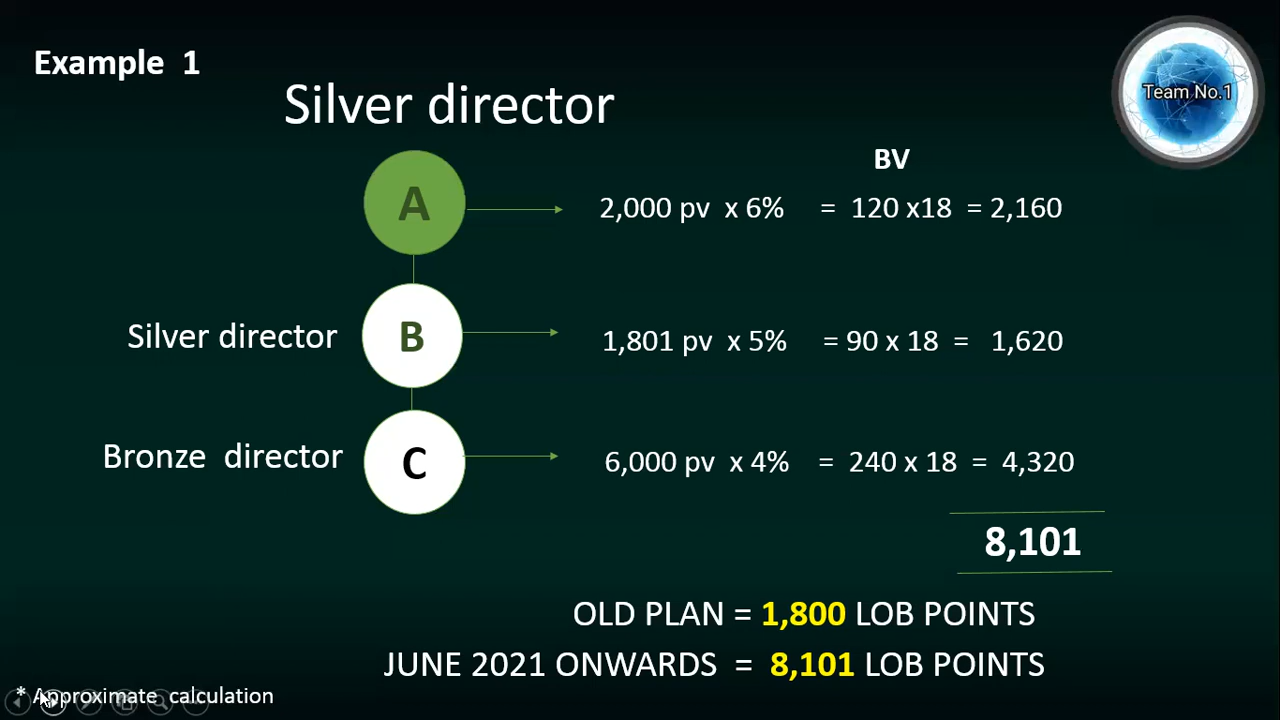 Example 1
Team No.1
Silver director
BV
A
2,000 pv x 6% = 120 x18 = 2,160
Silver director
B
1,801 pv x 5% = 90 x 18 = 1,620
Bronze director
C
6,000 pv x 4% = 240 x 18 = 4,320
8,101
OLD PLAN = 1,800 LOB POINTS
JUNE 2021 ONWARDS = 8,101 LOB POINTS
* Approximate calculation